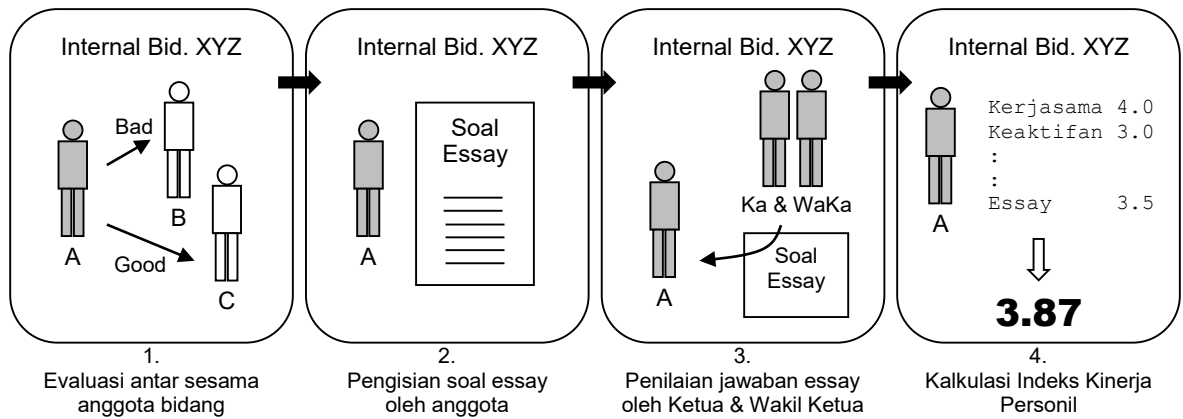 Internal Bid. XYZ
Bad
B
A
Good
C
1.
Evaluasi antar sesama
anggota bidang
Internal Bid. XYZ
Soal
Essay
A
2.
Pengisian soal essay
oleh anggota
Internal Bid. XYZ
Ka & WaKa
Soal
Essay
A
3.
Penilaian jawaban essay
oleh Ketua & Wakil Ketua
Internal Bid. XYZ
Kerjasama 4.0
Keaktifan 3.0
:
:
Essay 3.5
A
3.87
4.
Kalkulasi Indeks Kinerja
Personil